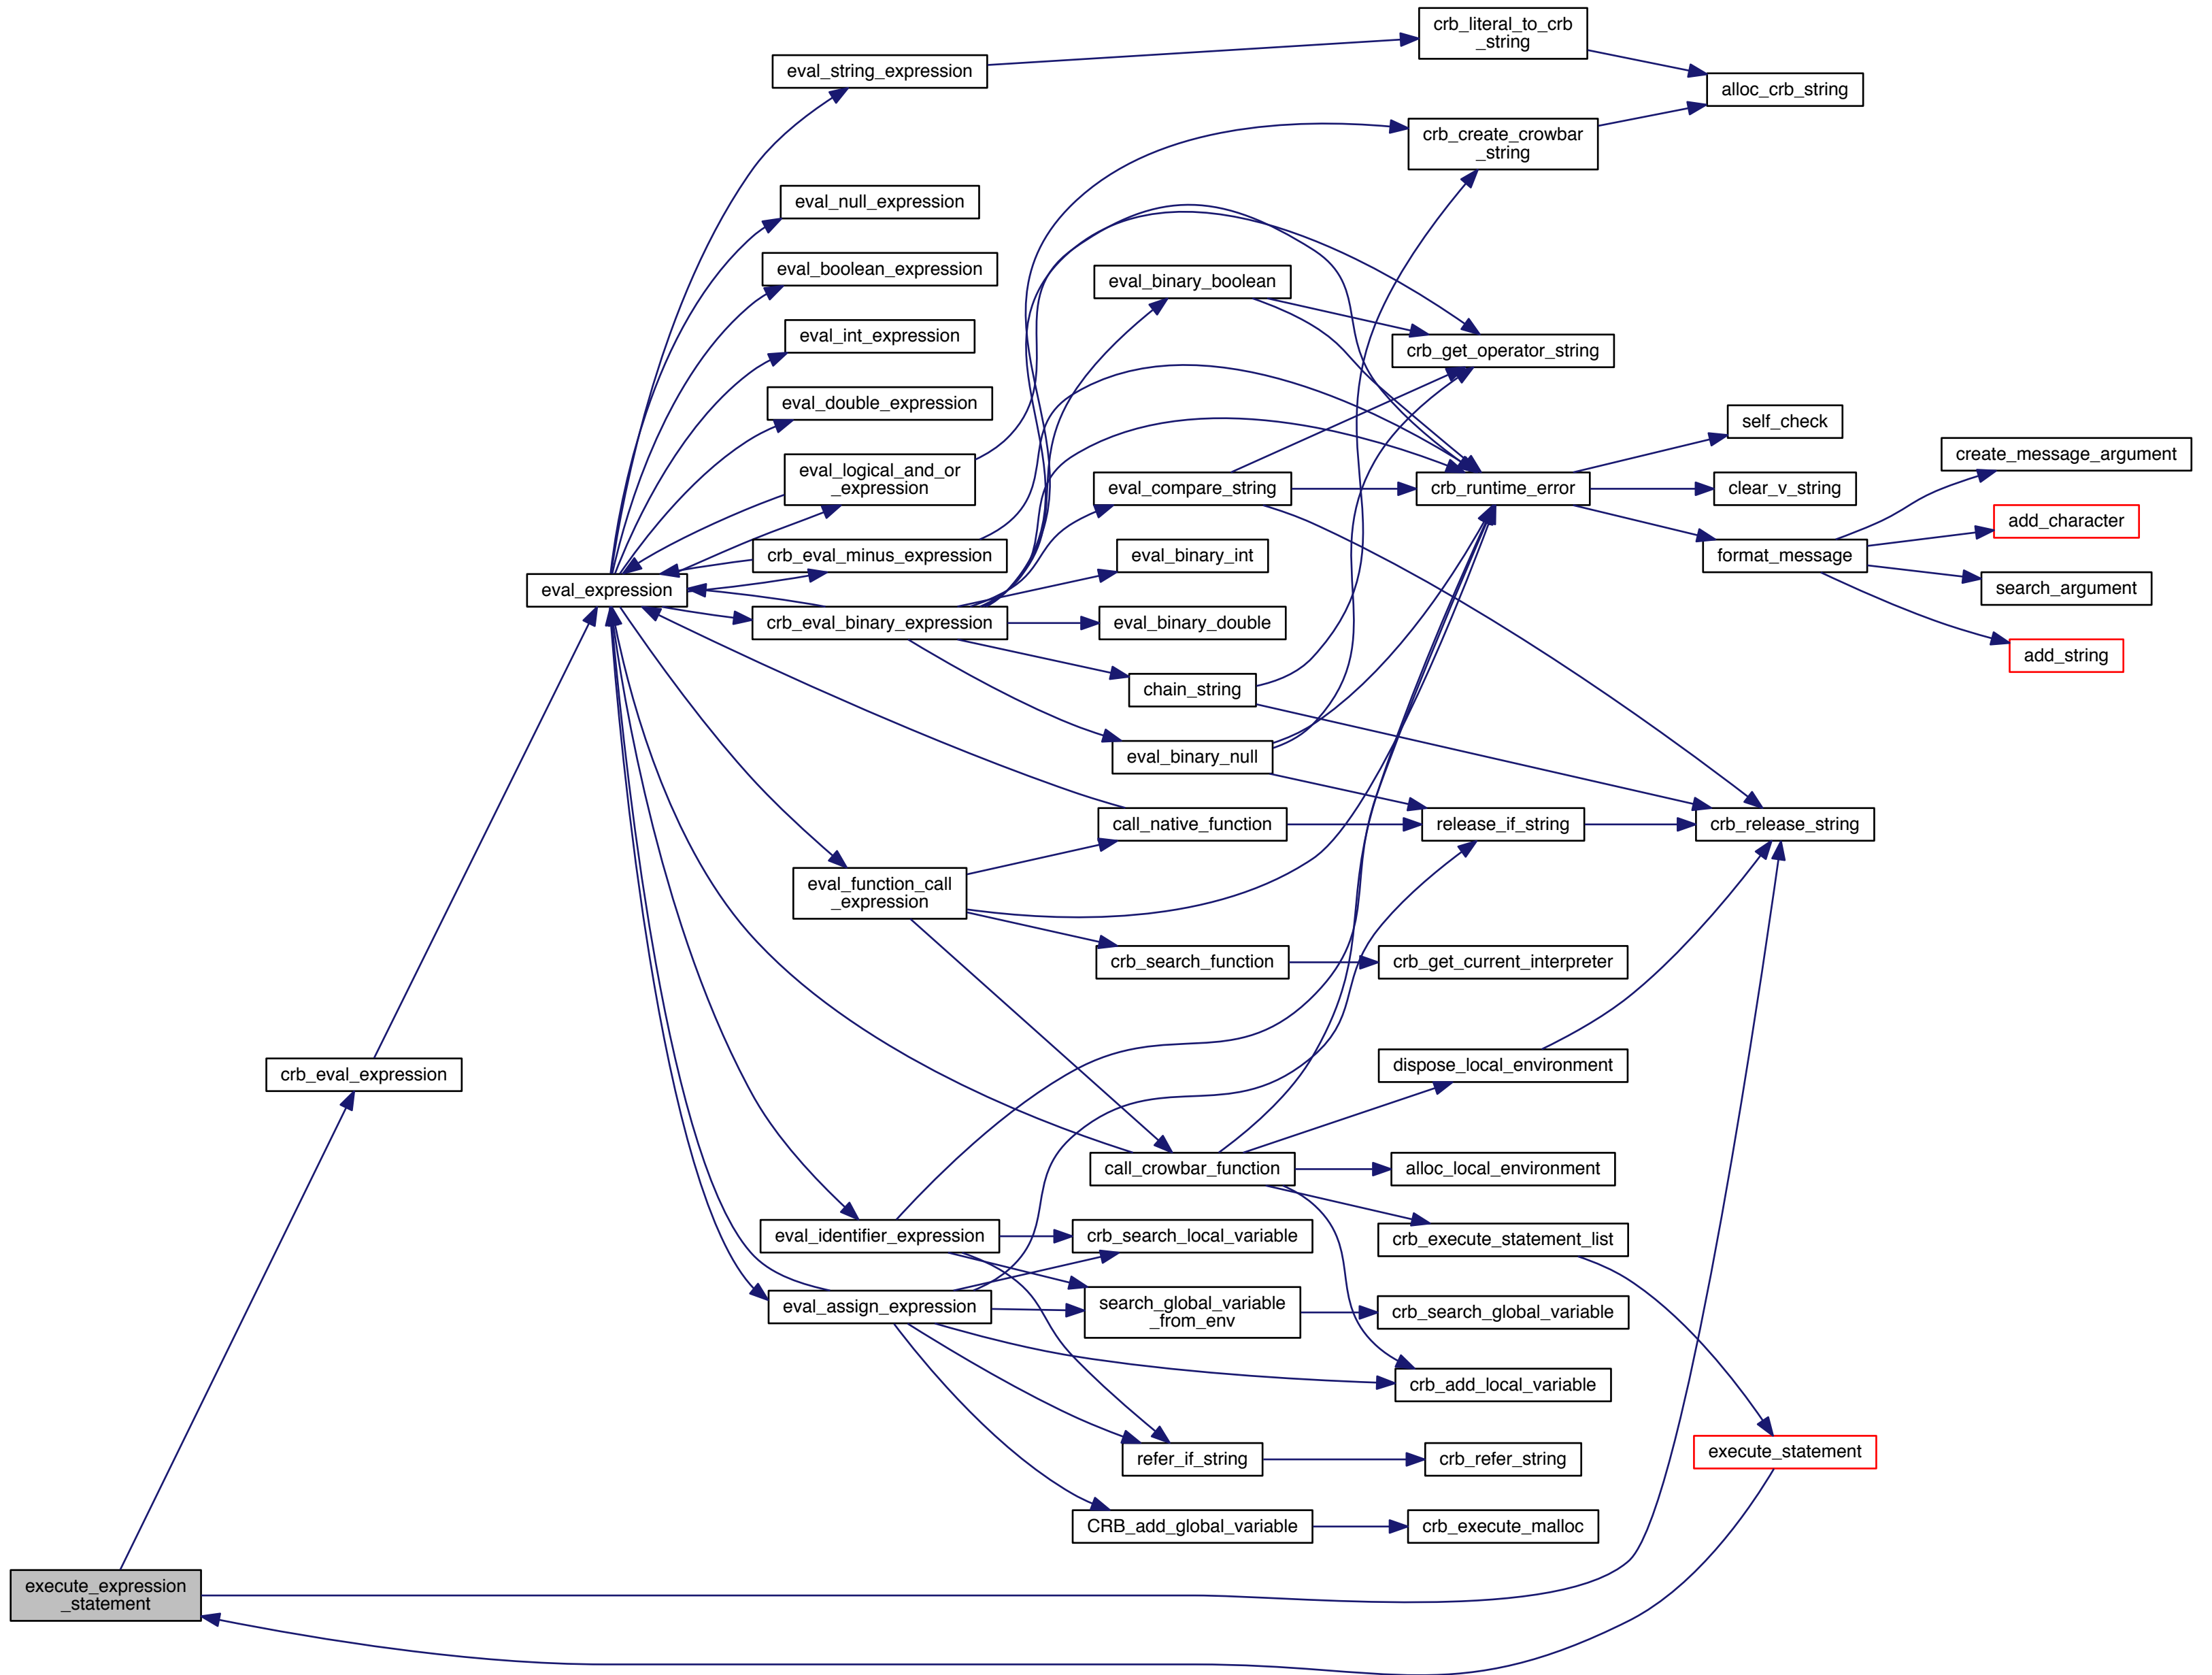 crb_literal_to_crb
_string
eval_string_expression
alloc_crb_string
crb_create_crowbar
_string
eval_null_expression
eval_boolean_expression
eval_binary_boolean
eval_int_expression
crb_get_operator_string
eval_double_expression
self_check
create_message_argument
eval_logical_and_or
_expression
eval_compare_string
crb_runtime_error
clear_v_string
add_character
crb_eval_minus_expression
eval_binary_int
format_message
eval_expression
search_argument
crb_eval_binary_expression
eval_binary_double
add_string
chain_string
eval_binary_null
call_native_function
release_if_string
crb_release_string
eval_function_call
_expression
crb_search_function
crb_get_current_interpreter
crb_eval_expression
dispose_local_environment
call_crowbar_function
alloc_local_environment
eval_identifier_expression
crb_search_local_variable
crb_execute_statement_list
eval_assign_expression
search_global_variable
_from_env
crb_search_global_variable
crb_add_local_variable
refer_if_string
crb_refer_string
execute_statement
CRB_add_global_variable
crb_execute_malloc
execute_expression
_statement